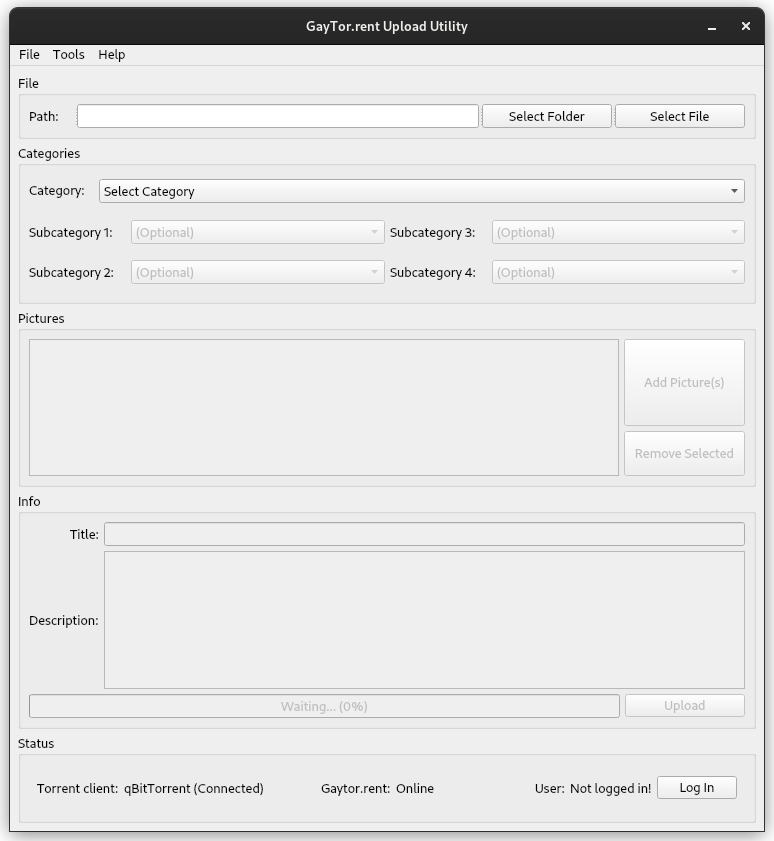 GayTor.rent Upload Utility
File Tools Help
File
Path: Select Folder Select File
Categories
Category: Select Category
Subcategory 1: (Optional) Subcategory 3: (Optional)
Subcategory 2: (Optional) Subcategory 4: (Optional)
Pictures
Add Picture(s)
Remove Selected
Info
Title:
Description:
Waiting... (0%) Upload
Status
Torrent client: qBitTorrent (Connected) Gaytor.rent: Online User: Not logged in! Log In